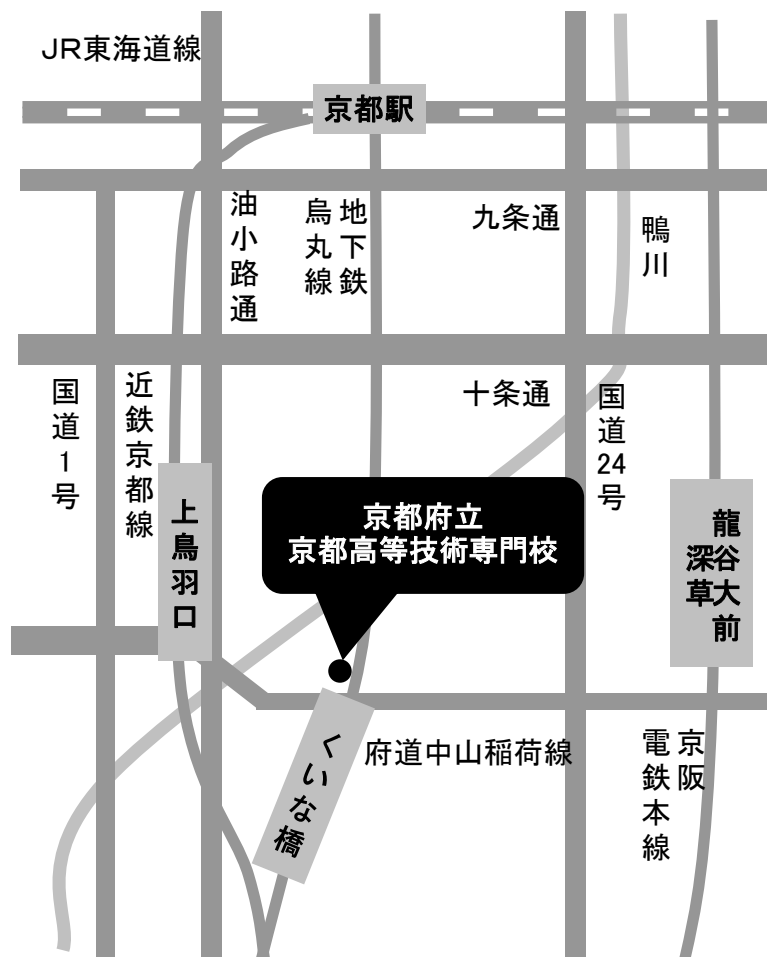 JR東海道線
京都駅
油小路通
地下鉄
烏丸線
九条通
鴨川
国道1号
近鉄京都線
十条通
国道24号
上鳥羽口
京都府立
京都高等技術専門校
龍谷大前
深草
くいな橋
府道中山稲荷線
京阪
電鉄本線